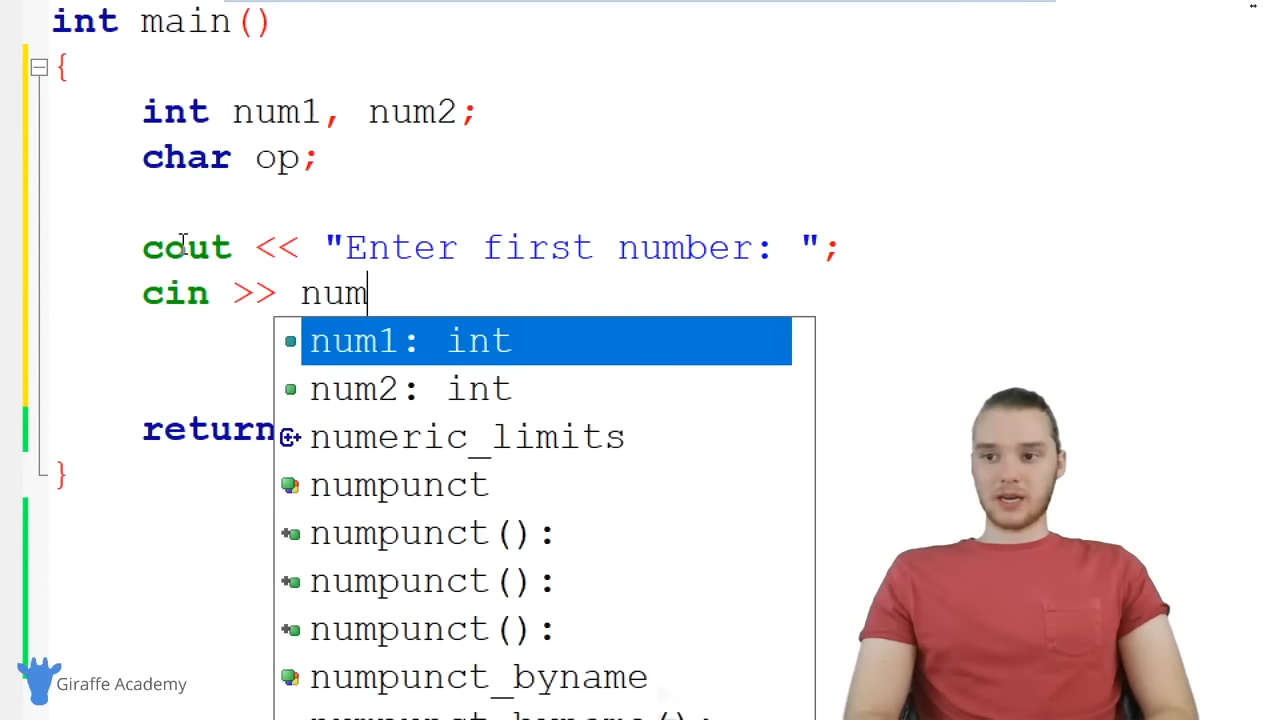 int main()
{
int num1, num2;
char op;
cout << "Enter first number: ";
cin >> num
num1: int
num2: int
numeric_limits
numpunct
numpunct():
numpunct():
numpunct():
numpunct_byname
numpunct_byname():
return
}
Giraffe Academy